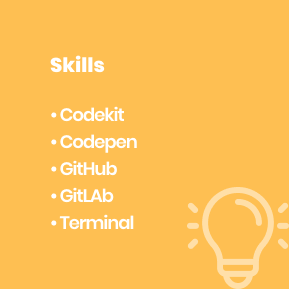 Skills
• Codekit
• Codepen
• GitHub
• GitLAb
• Terminal